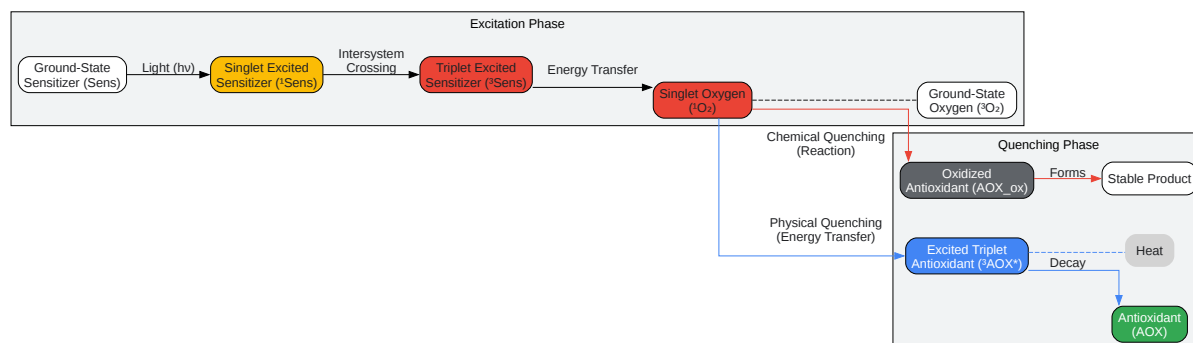 Excitation Phase
Ground-State
Sensitizer (Sens)
Light (hν)
Singlet Excited
Sensitizer (¹Sens)
Intersystem
Crossing
Triplet Excited
Sensitizer (³Sens)
Energy Transfer
Singlet Oxygen
(¹O₂)
Ground-State
Oxygen (³O₂)
Chemical Quenching
(Reaction)
Quenching Phase
Oxidized
Antioxidant (AOX_ox)
Forms
Stable Product
Physical Quenching
(Energy Transfer)
Excited Triplet
Antioxidant (³AOX*)
Heat
Decay
Antioxidant
(AOX)